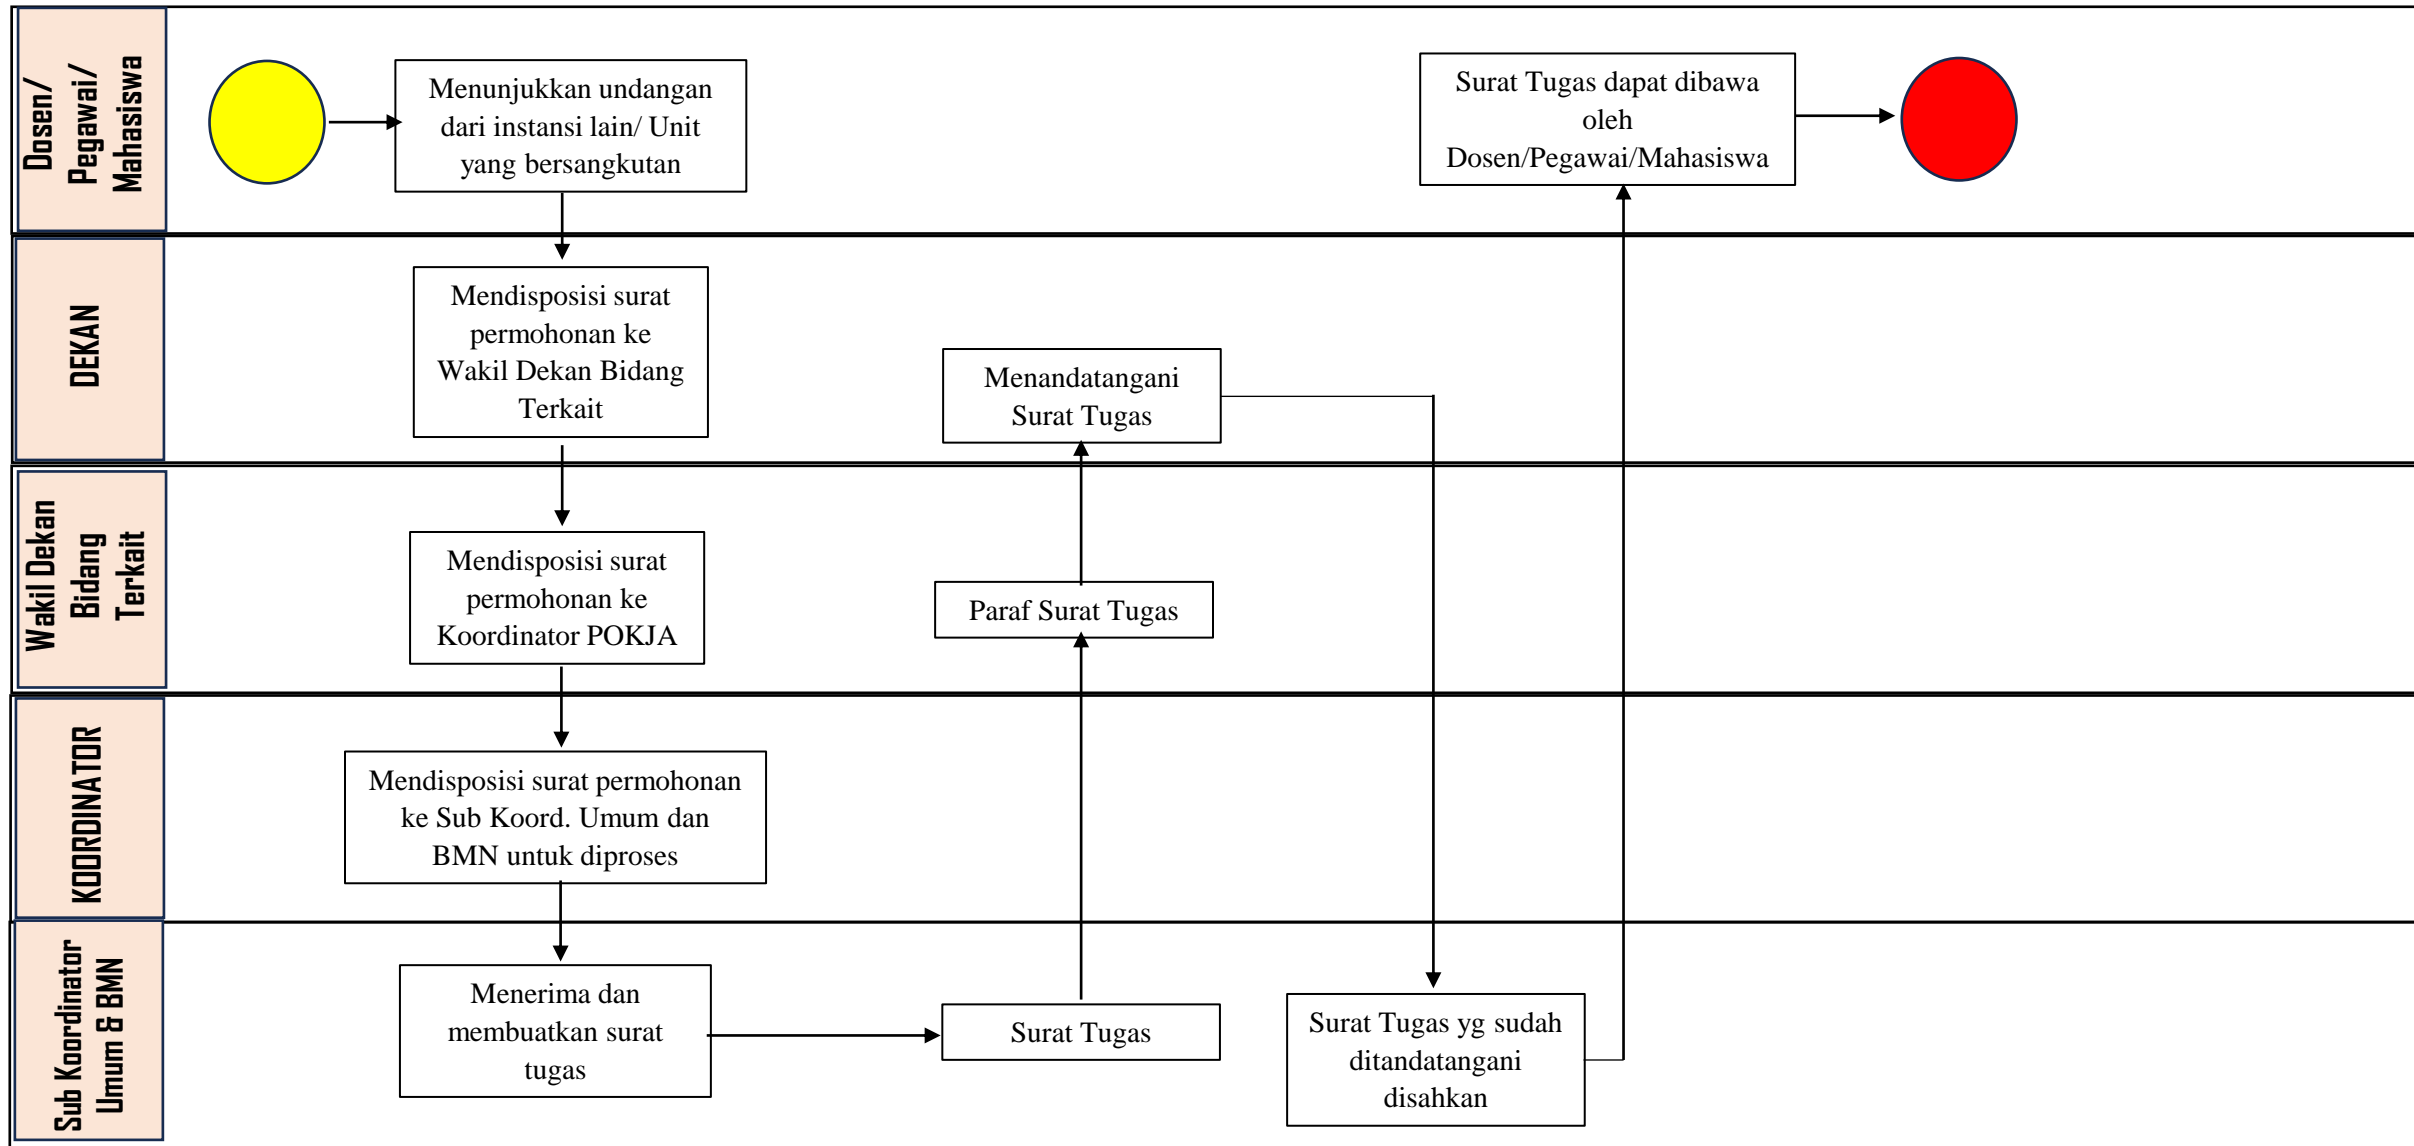 Dosen/
Pegawai/
Mahasiswa
Menunjukkan undangan
dari instansi lain/ Unit
yang bersangkutan
Surat Tugas dapat dibawa
oleh
Dosen/Pegawai/Mahasiswa
DEKAN
Mendisposisi surat
permohonan ke
Wakil Dekan Bidang
Terkait
Menandatangani
Surat Tugas
Wakil Dekan
Bidang
Terkait
Mendisposisi surat
permohonan ke
Koordinator POKJA
Paraf Surat Tugas
KOORDINATOR
Mendisposisi surat permohonan
ke Sub Koord. Umum dan
BMN untuk diproses
Sub Koordinator
Umum & BMN
Menerima dan
membuatkan surat
tugas
Surat Tugas
Surat Tugas yg sudah
ditandatangani
disahkan